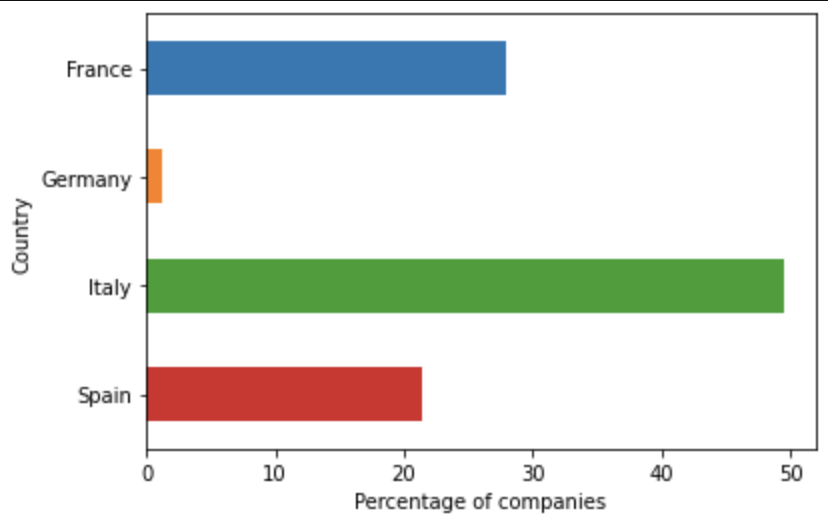 France
Germany
Italy
Spain
Country
0 10 20 30 40 50
Percentage of companies